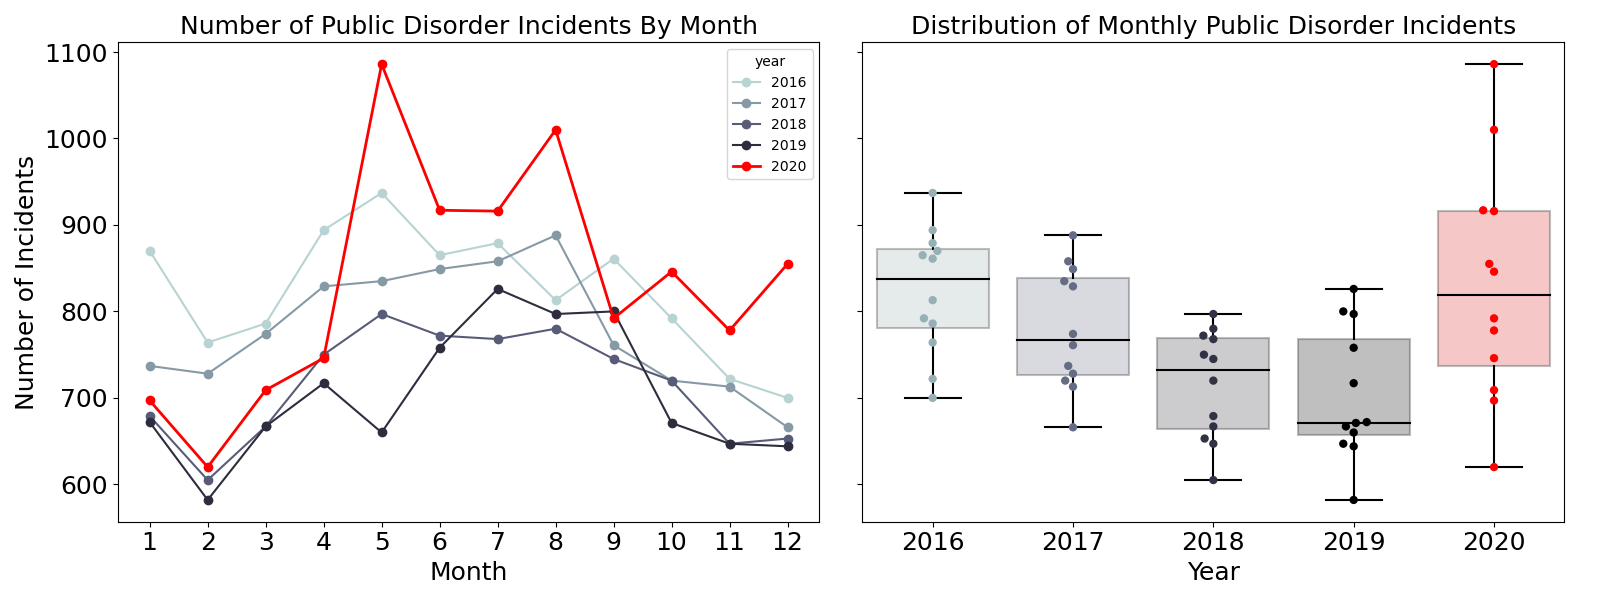 Number of Public Disorder Incidents By Month
Number of Incidents
1100
1000
900
800
700
600
year
2016
2017
2018
2019
2020
1 2 3 4 5 6 7 8 9 10 11 12
Month
Distribution of Monthly Public Disorder Incidents
2016 2017 2018 2019 2020
Year